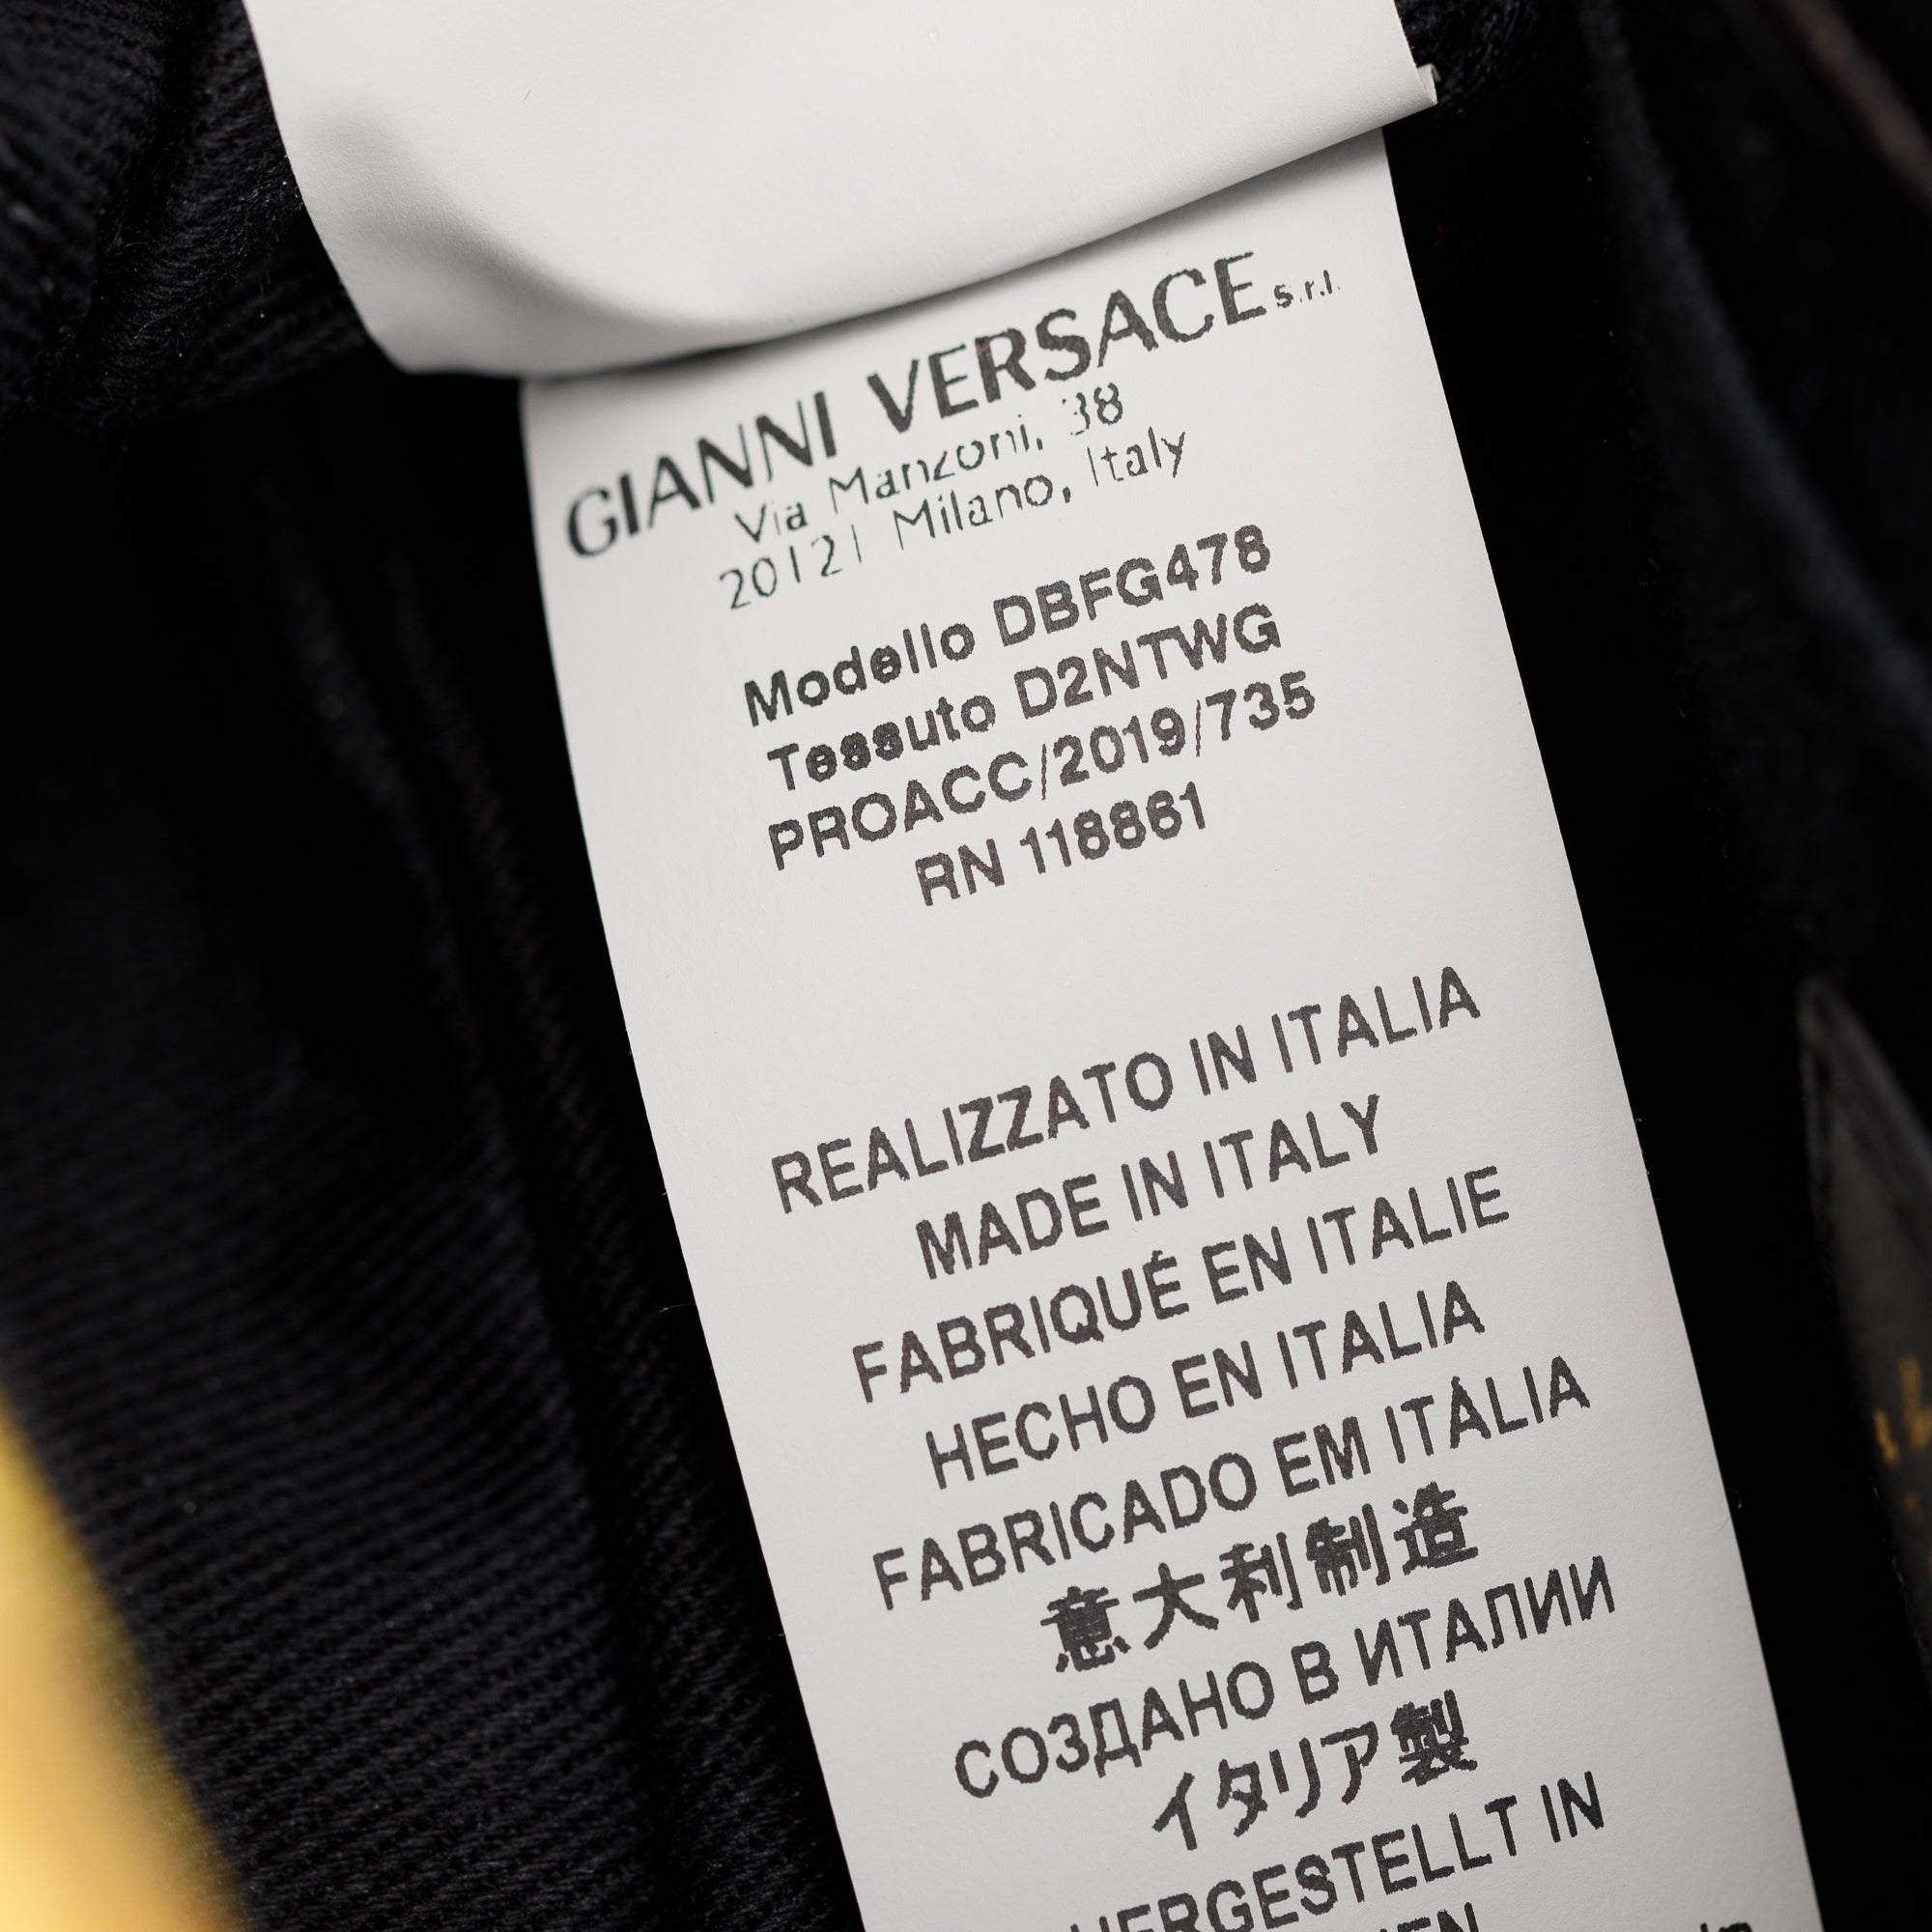 GIANNI VERSACE s.r.l.
Via Manzoni, 38
20121 Milano, Italy
Modello DBFG478
Tessuto D2NTWG
PROACC/2019/735
RN 118861
REALIZZATO IN ITALIA
MADE IN ITALY
FABRIQUÉ EN ITALIE
HECHO EN ITALIA
FABRICADO EM ITÁLIA
意大利制造
СОЗДАНО В ИТАЛИИ
イタリア製
HERGESTELLT IN